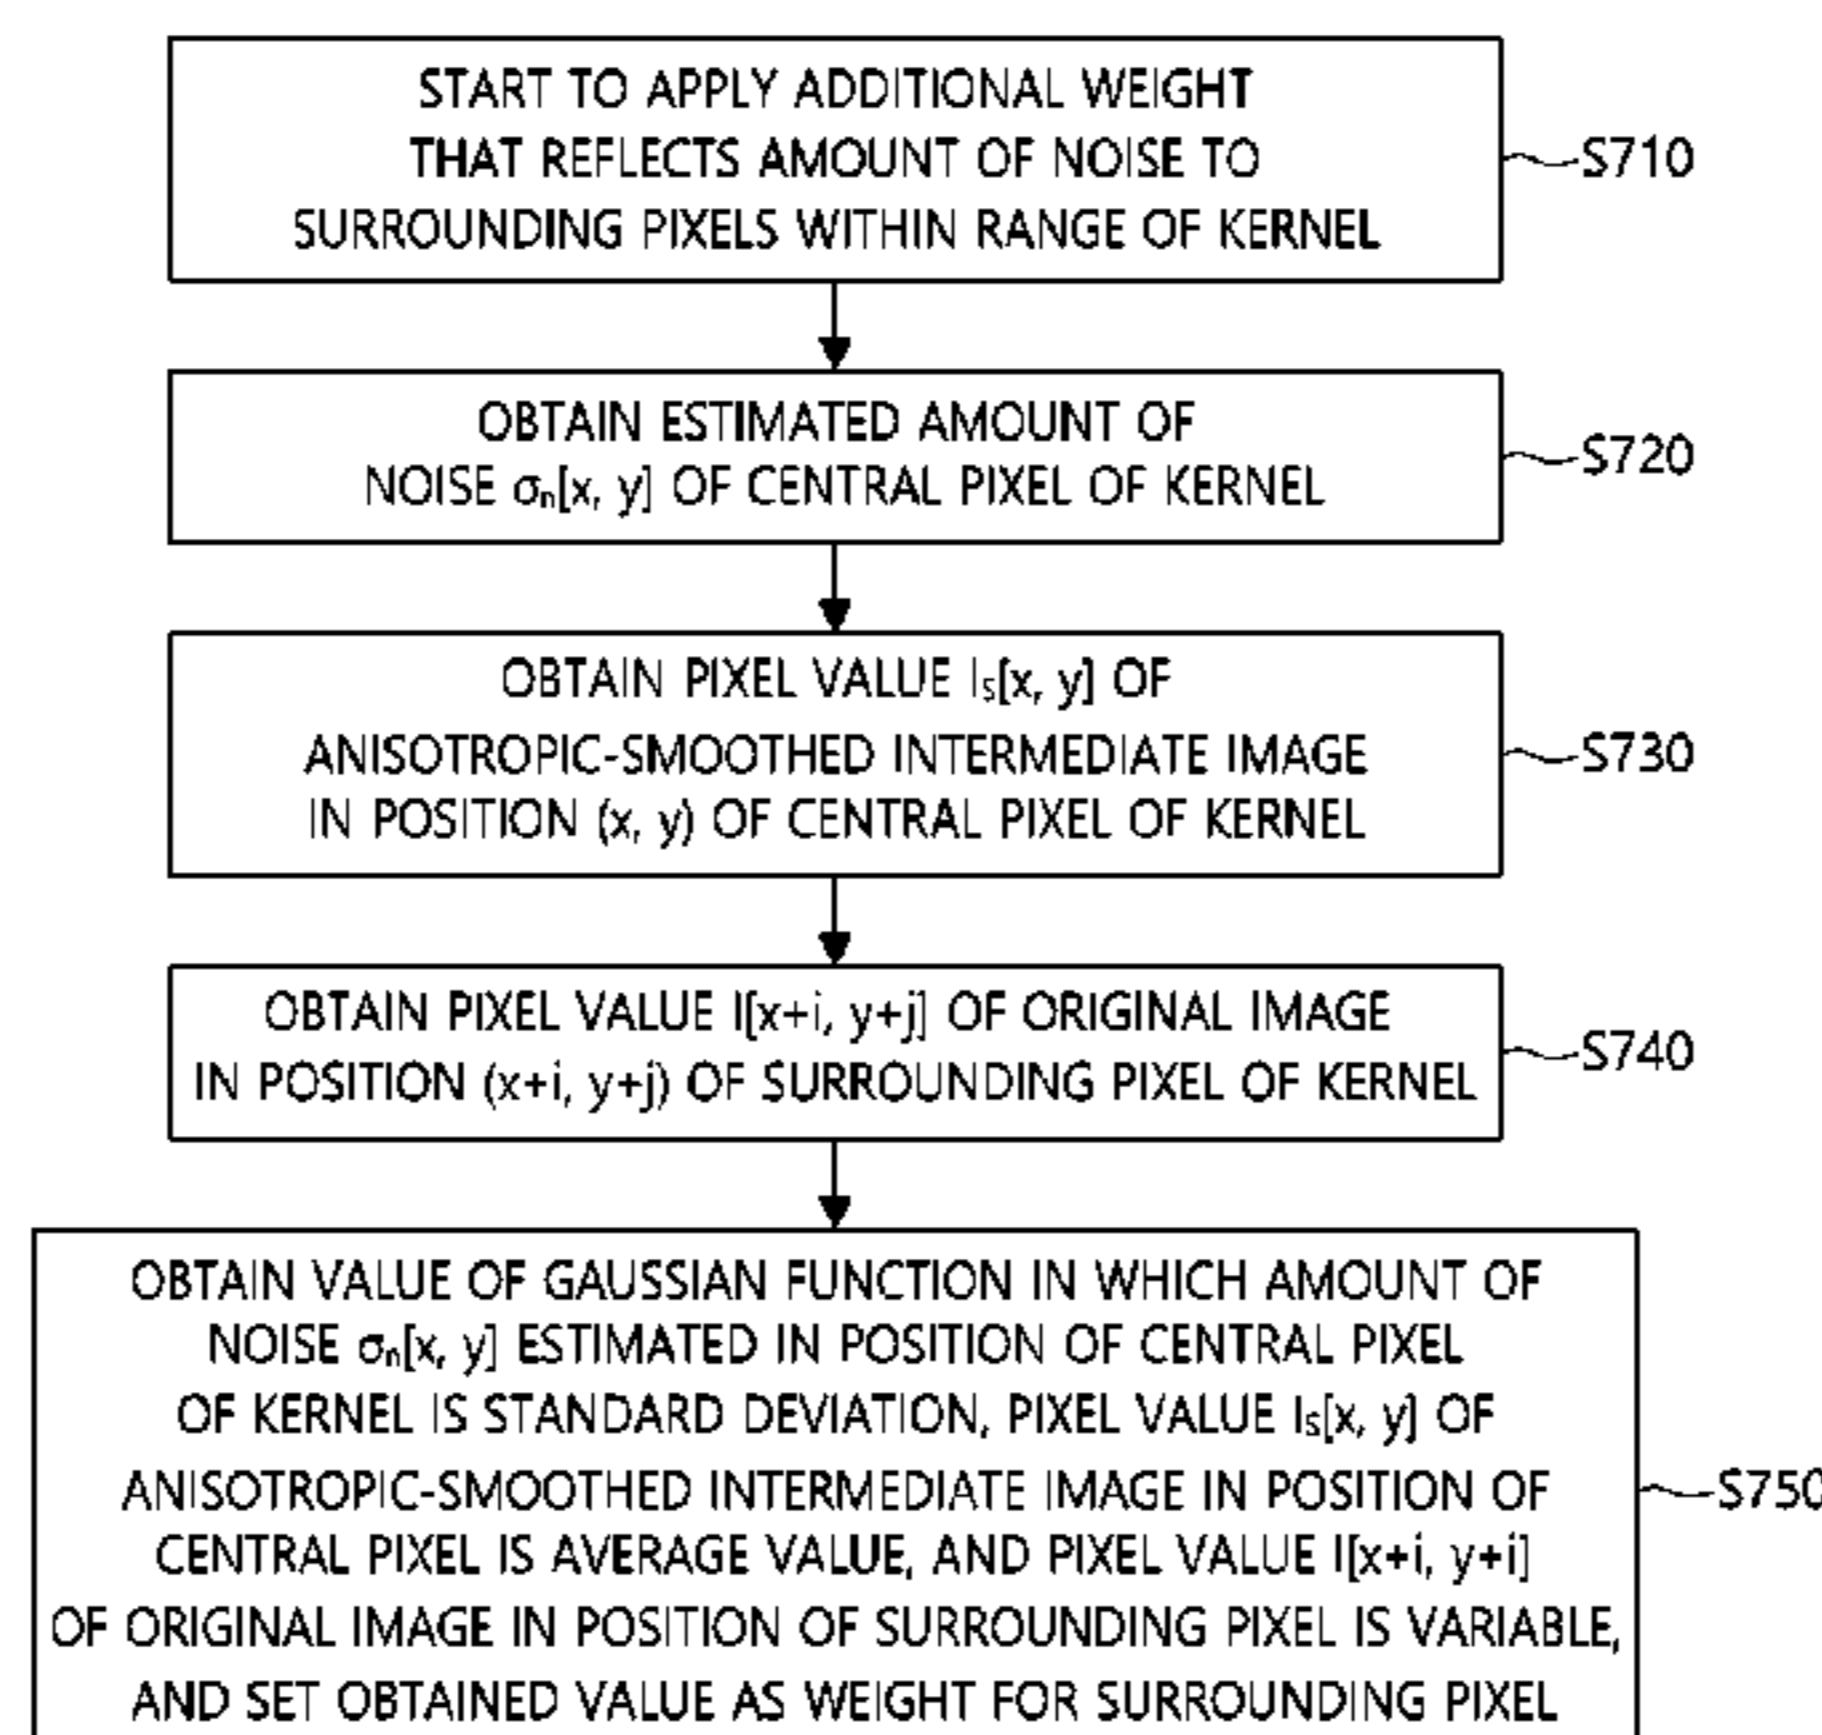 START TO APPLY ADDITIONAL WEIGHT
THAT REFLECTS AMOUNT OF NOISE TO
SURROUNDING PIXELS WITHIN RANGE OF KERNEL
S710
OBTAIN ESTIMATED AMOUNT OF
NOISE σn[x, y] OF CENTRAL PIXEL OF KERNEL
S720
OBTAIN PIXEL VALUE IS[x, y] OF
ANISOTROPIC-SMOOTHED INTERMEDIATE IMAGE
IN POSITION (x, y) OF CENTRAL PIXEL OF KERNEL
S730
OBTAIN PIXEL VALUE I[x+i, y+j] OF ORIGINAL IMAGE
IN POSITION (x+i, y+j) OF SURROUNDING PIXEL OF KERNEL
S740
OBTAIN VALUE OF GAUSSIAN FUNCTION IN WHICH AMOUNT OF
NOISE σn[x, y] ESTIMATED IN POSITION OF CENTRAL PIXEL
OF KERNEL IS STANDARD DEVIATION, PIXEL VALUE IS[x, y] OF
ANISOTROPIC-SMOOTHED INTERMEDIATE IMAGE IN POSITION OF
CENTRAL PIXEL IS AVERAGE VALUE, AND PIXEL VALUE I[x+i, y+i]
OF ORIGINAL IMAGE IN POSITION OF SURROUNDING PIXEL IS VARIABLE,
AND SET OBTAINED VALUE AS WEIGHT FOR SURROUNDING PIXEL
S750